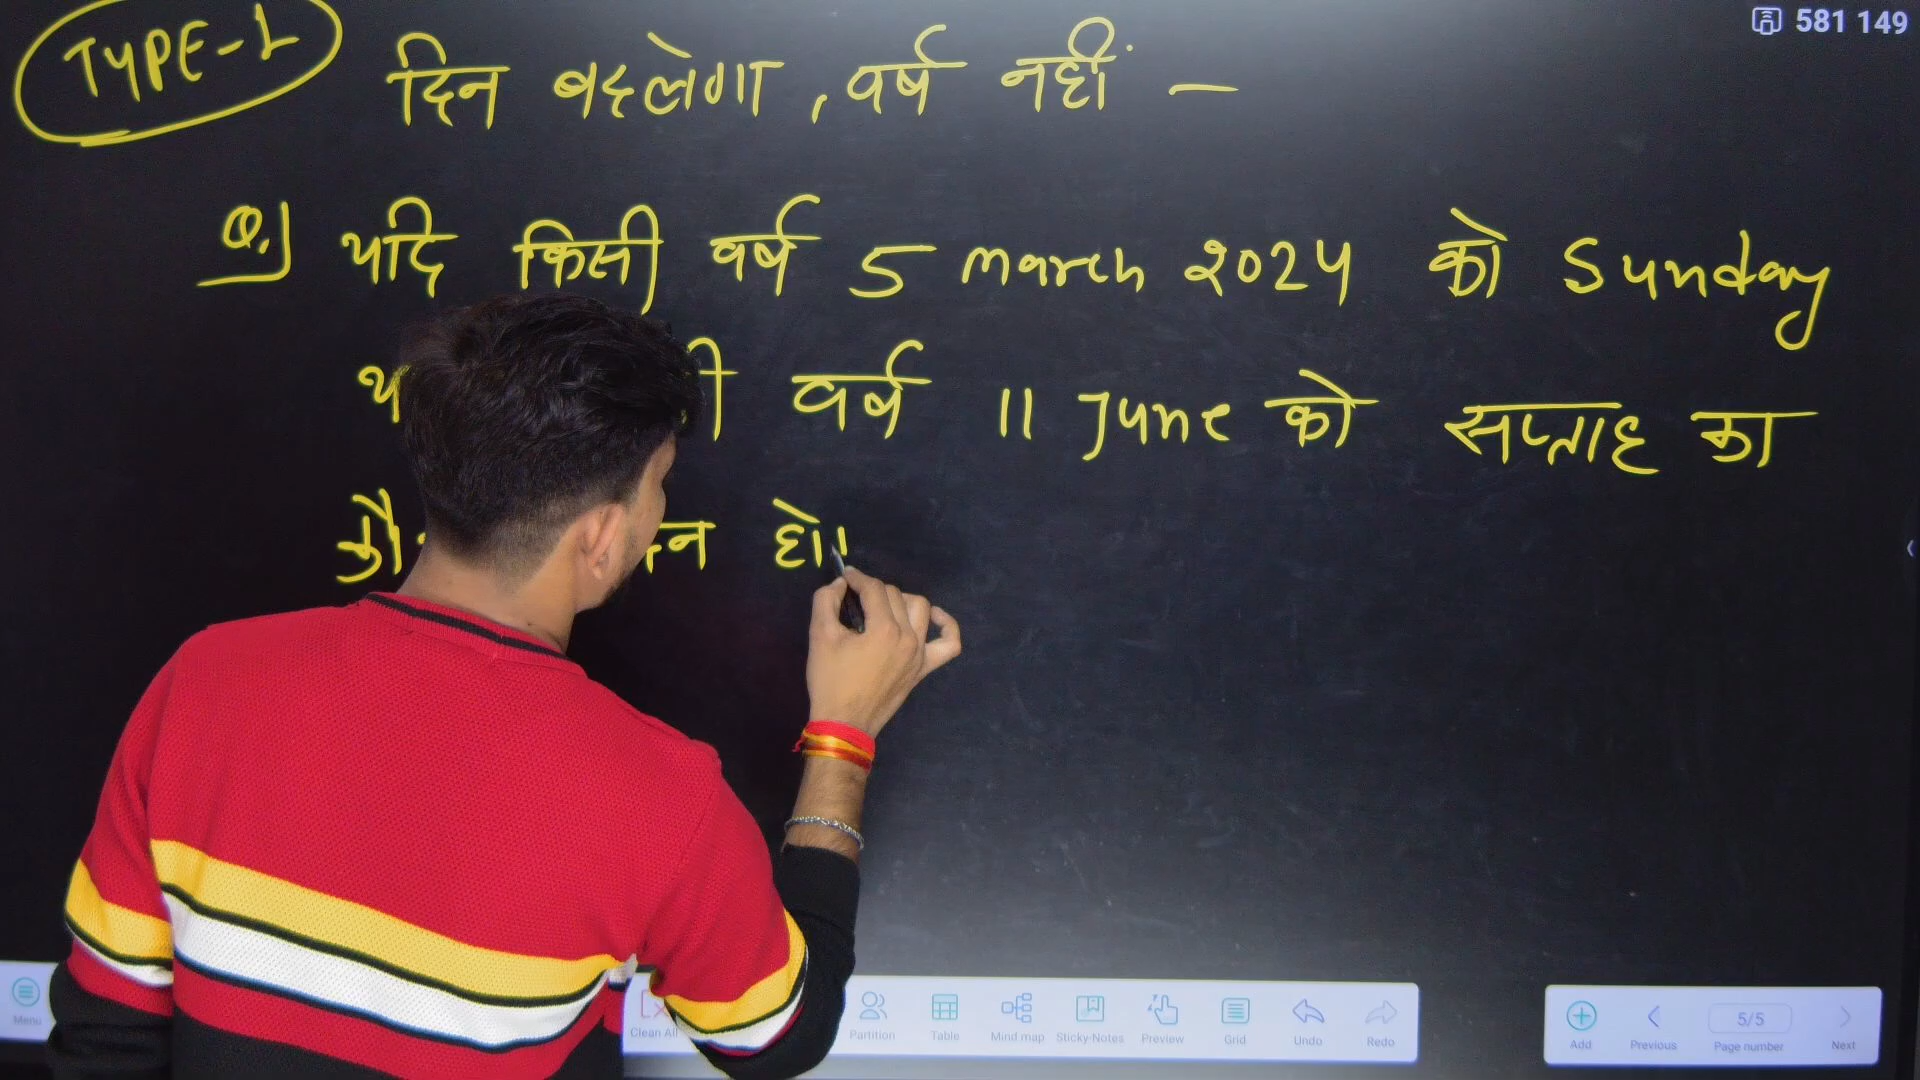 581 149
TYPE-1 दिन बदलेगा, वर्ष नहीं –
Q.) यदि किसी वर्ष 5 march 2024 को Sunday
वर्ष 11 June को सप्ताह का
हो
Menu Clean All Partition Table Mind map Sticky-Notes Preview Grid Undo Redo Add Previous 5/5 Page number Next